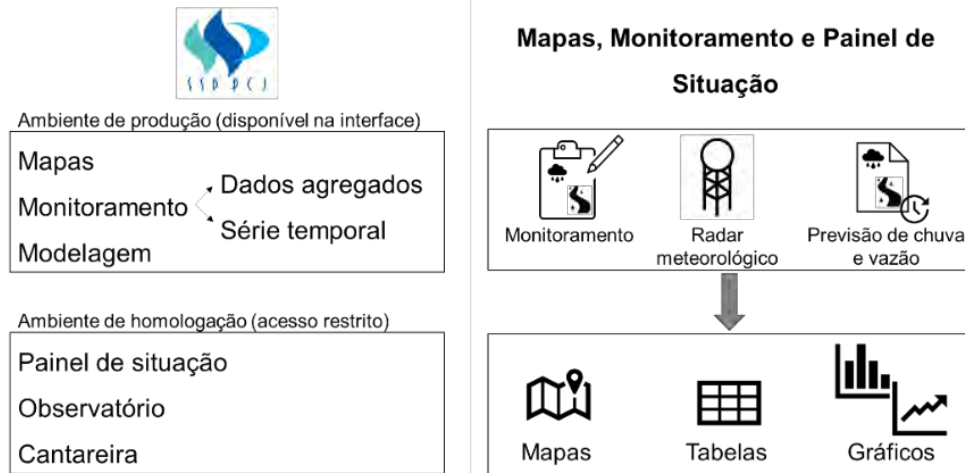 SSD PCJ
Ambiente de produção (disponível na interface)
Mapas
Monitoramento
Dados agregados
Série temporal
Modelagem
Ambiente de homologação (acesso restrito)
Painel de situação
Observatório
Cantareira
Mapas, Monitoramento e Painel de
Situação
Monitoramento
Radar
meteorológico
Previsão de chuva
e vazão
Mapas
Tabelas
Gráficos